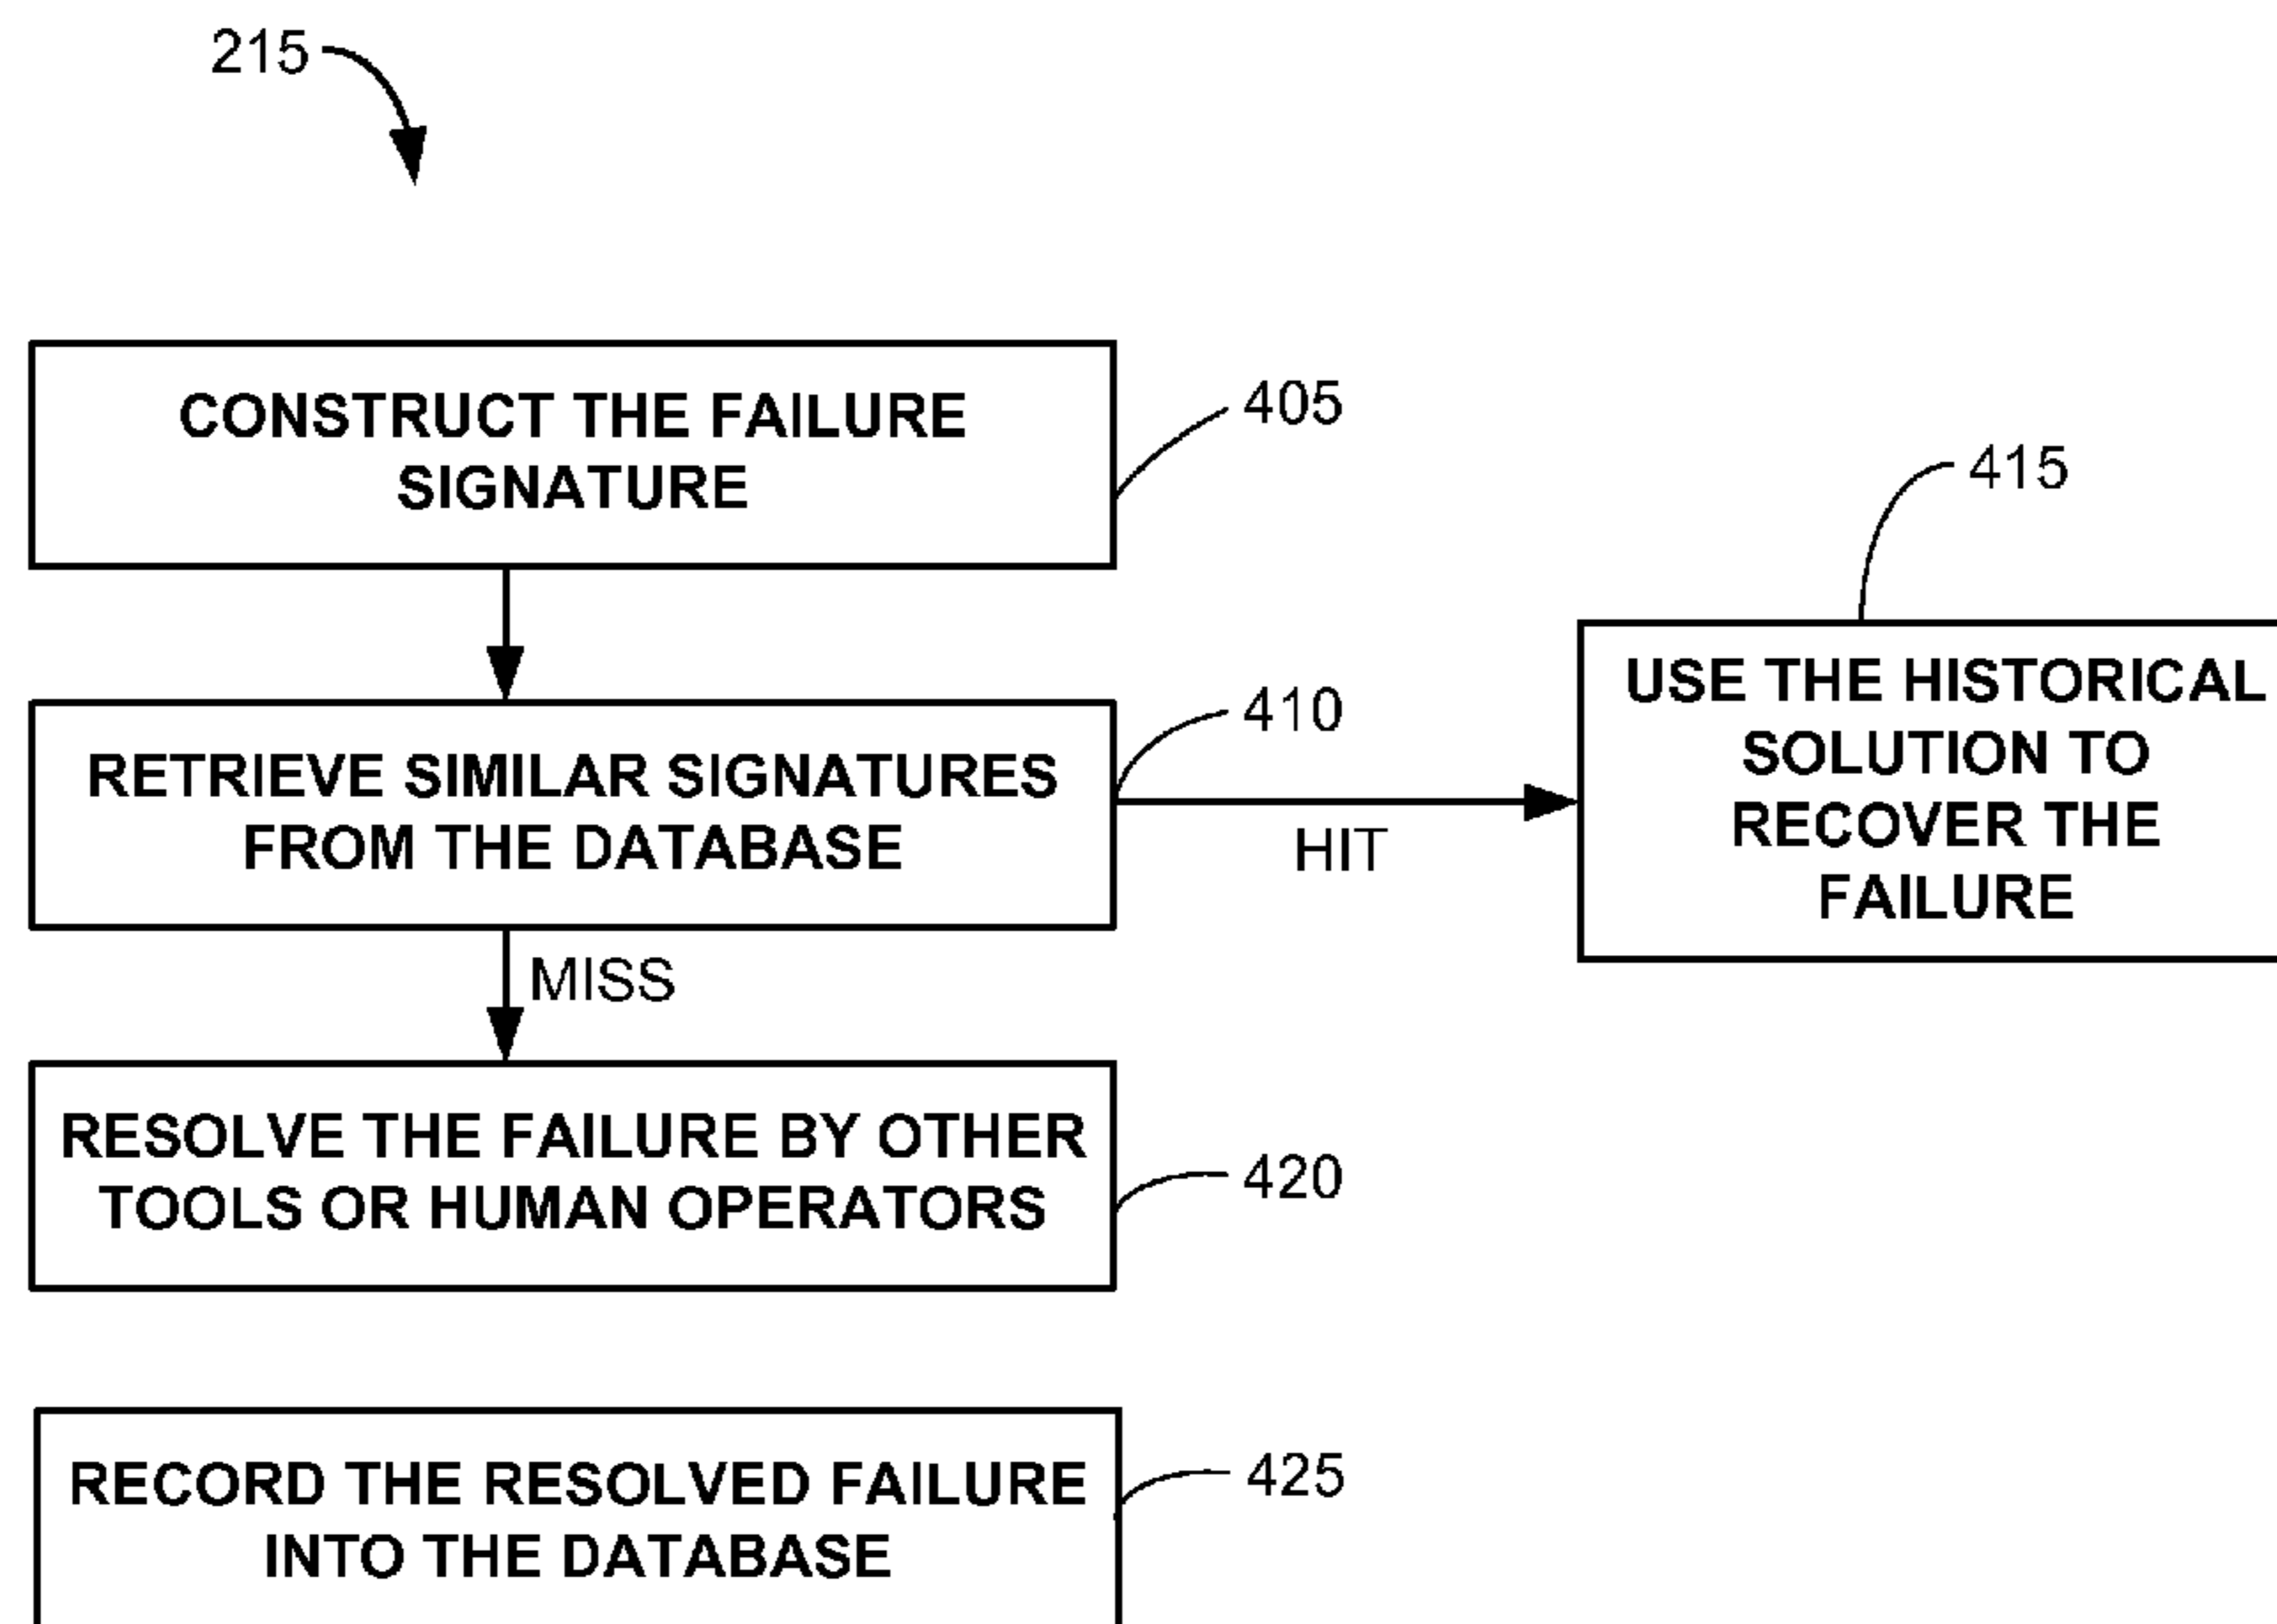 215
CONSTRUCT THE FAILURE
SIGNATURE
405
415
RETRIEVE SIMILAR SIGNATURES
FROM THE DATABASE
410
HIT
USE THE HISTORICAL
SOLUTION TO
RECOVER THE
FAILURE
MISS
RESOLVE THE FAILURE BY OTHER
TOOLS OR HUMAN OPERATORS
420
RECORD THE RESOLVED FAILURE
INTO THE DATABASE
425